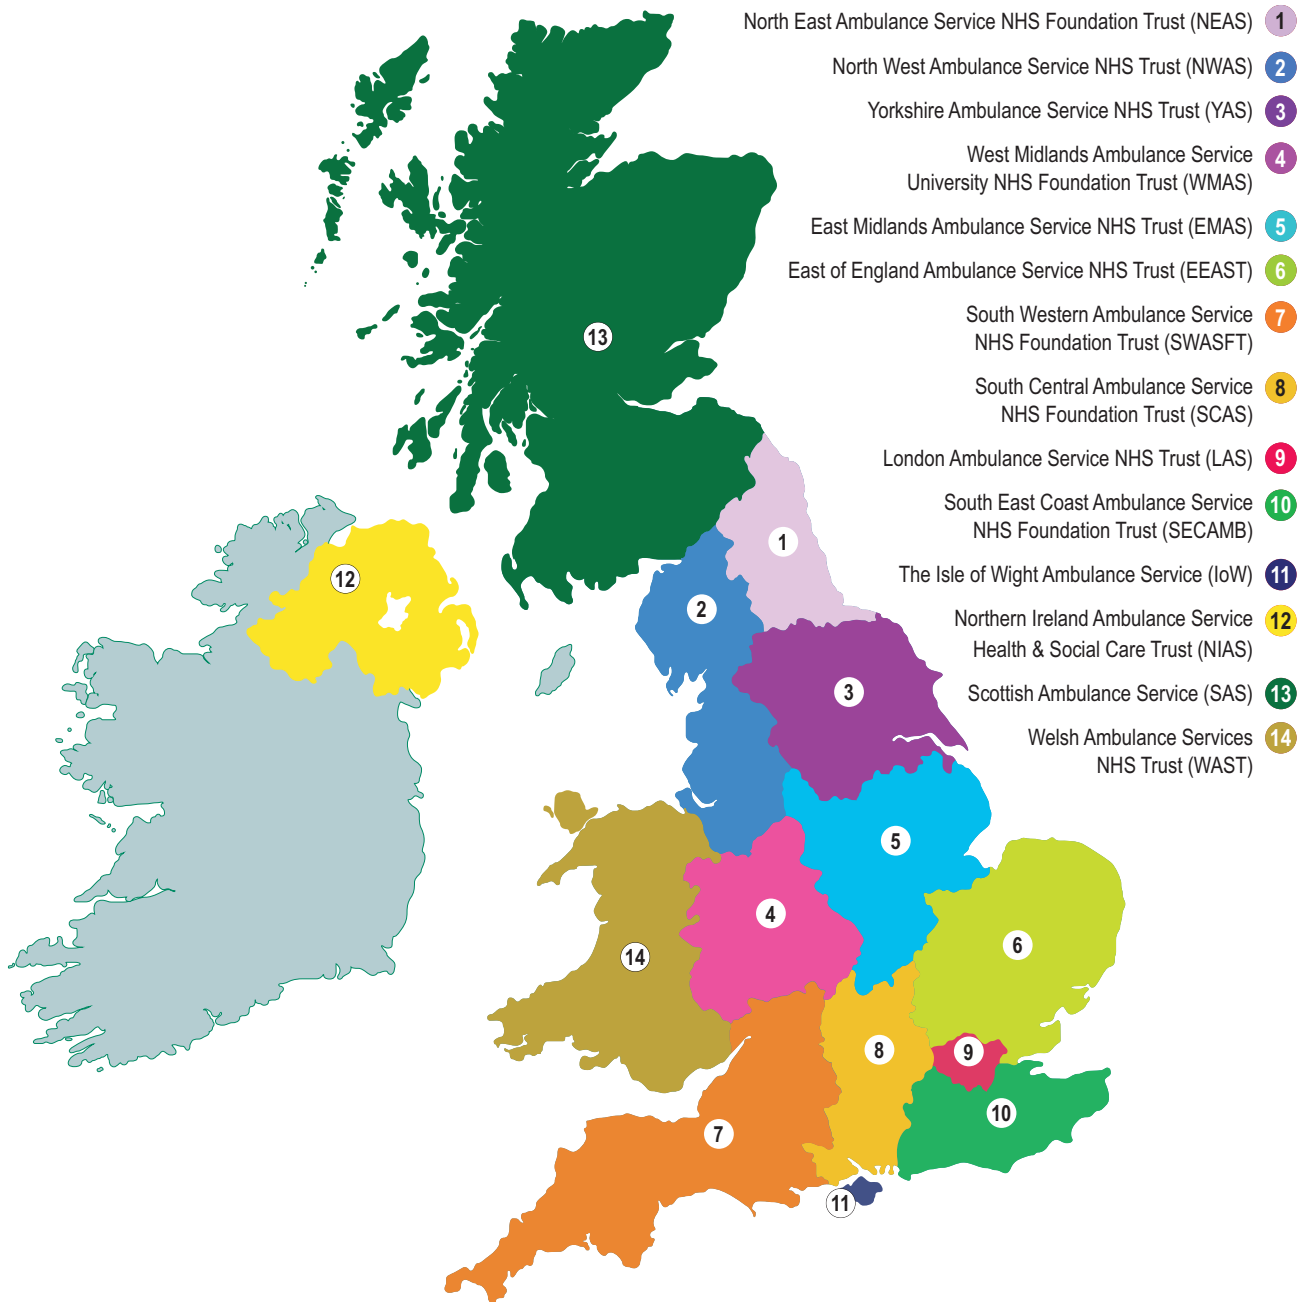 North East Ambulance Service NHS Foundation Trust (NEAS) 1
North West Ambulance Service NHS Trust (NWAS) 2
Yorkshire Ambulance Service NHS Trust (YAS) 3
West Midlands Ambulance Service 4
University NHS Foundation Trust (WMAS)
East Midlands Ambulance Service NHS Trust (EMAS) 5
East of England Ambulance Service NHS Trust (EEAST) 6
South Western Ambulance Service 7
NHS Foundation Trust (SWASFT)
South Central Ambulance Service 8
NHS Foundation Trust (SCAS)
London Ambulance Service NHS Trust (LAS) 9
South East Coast Ambulance Service 10
NHS Foundation Trust (SECAMB)
The Isle of Wight Ambulance Service (IoW) 11
Northern Ireland Ambulance Service 12
Health & Social Care Trust (NIAS)
Scottish Ambulance Service (SAS) 13
Welsh Ambulance Services 14
NHS Trust (WAST)
13
1
12
2
3
5
4
6
14
8
9
10
7
11